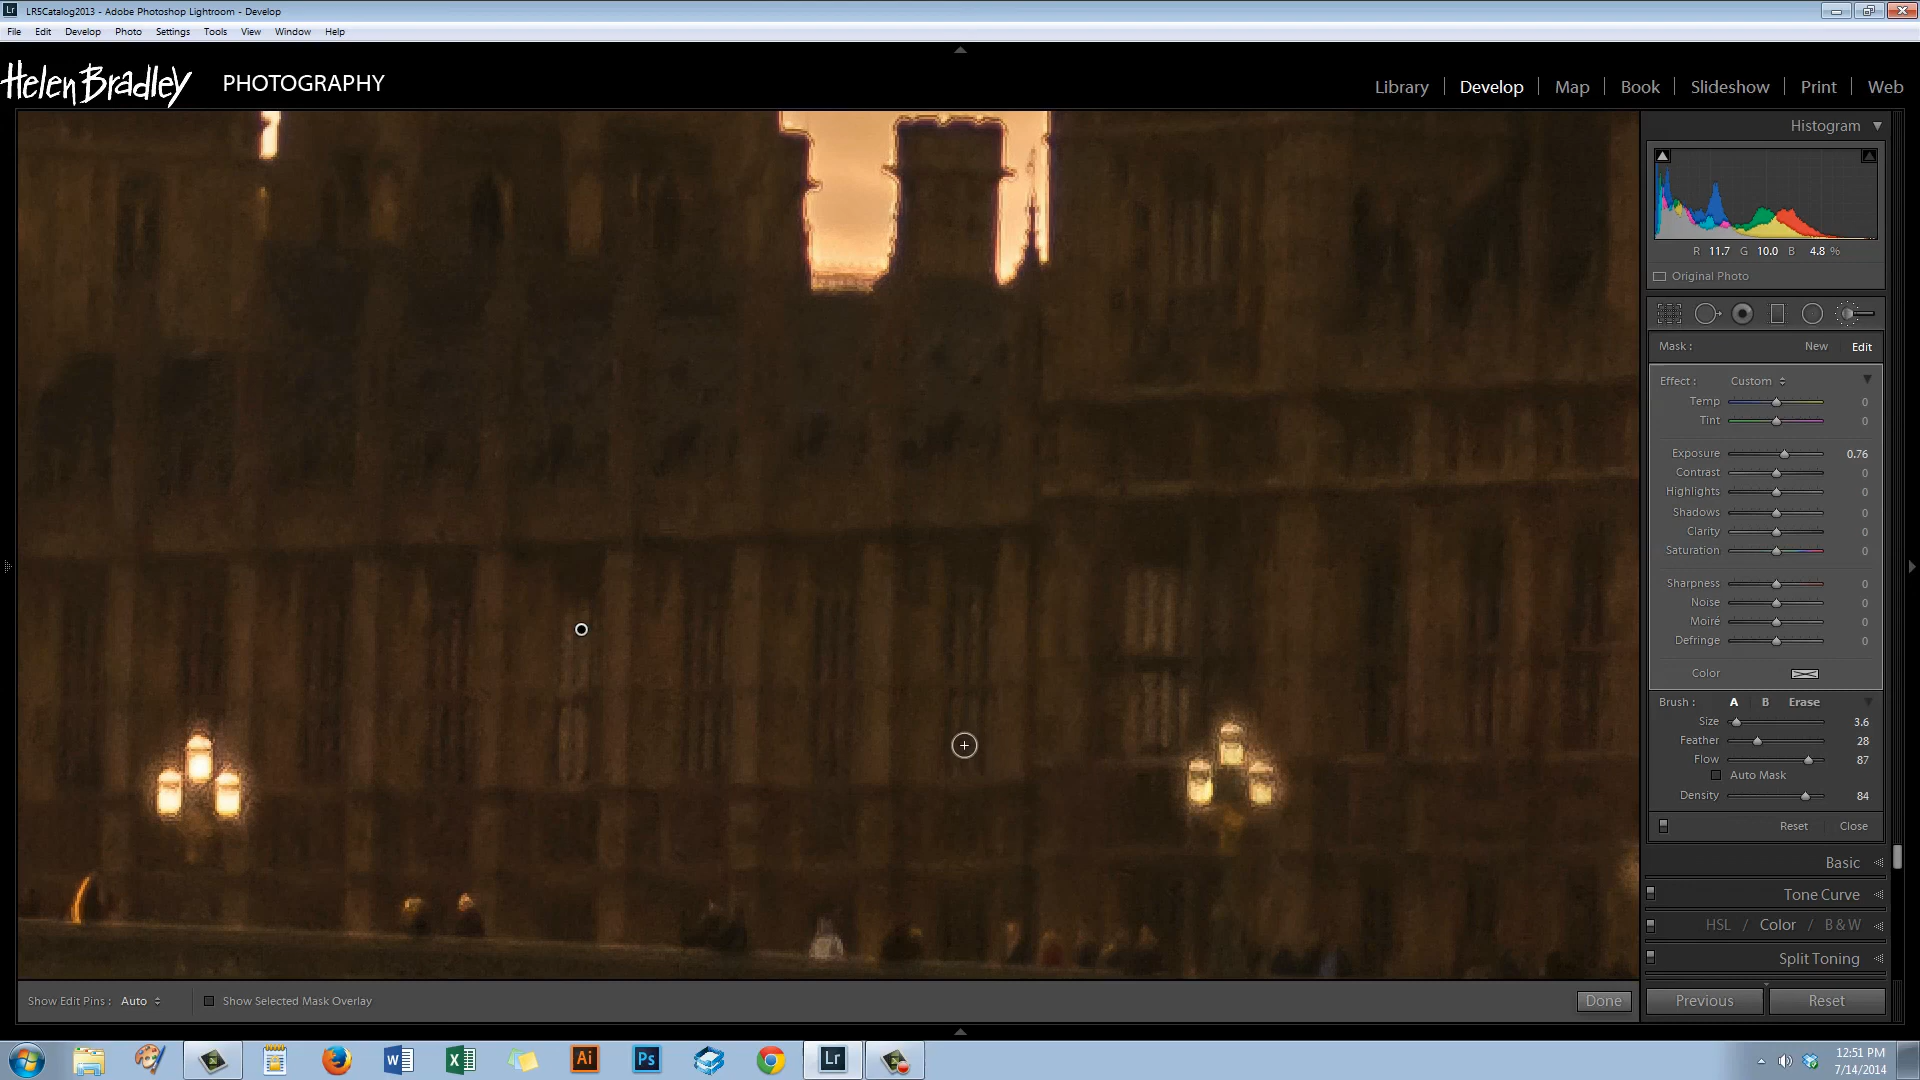 LR5Catalog2013 - Adobe Photoshop Lightroom - Develop
File Edit Develop Photo Settings Tools View Window Help
Helen Bradley PHOTOGRAPHY
Library Develop Map Book Slideshow Print Web
Histogram
R 11.7 G 10.0 B 4.8 %
Original Photo
Mask : New Edit
Effect : Custom
Temp 0
Tint 0
Exposure 0.76
Contrast 0
Highlights 0
Shadows 0
Clarity 0
Saturation 0
Sharpness 0
Noise 0
Moiré 0
Defringe 0
Color
Brush : A B Erase
Size 3.6
Feather 28
Flow 87
Auto Mask
Density 84
Reset Close
Basic
Tone Curve
HSL / Color / B & W
Split Toning
Show Edit Pins : Auto Show Selected Mask Overlay Done Previous Reset
Ai Ps Lr
12:51 PM
7/14/2014